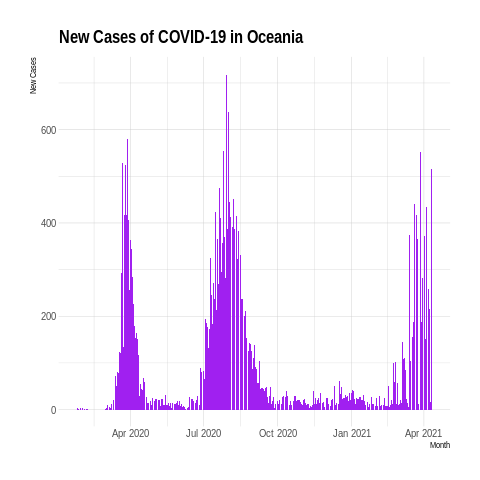 New Cases of COVID-19 in Oceania
New Cases
600
400
200
0
Apr 2020 Jul 2020 Oct 2020 Jan 2021 Apr 2021
Month